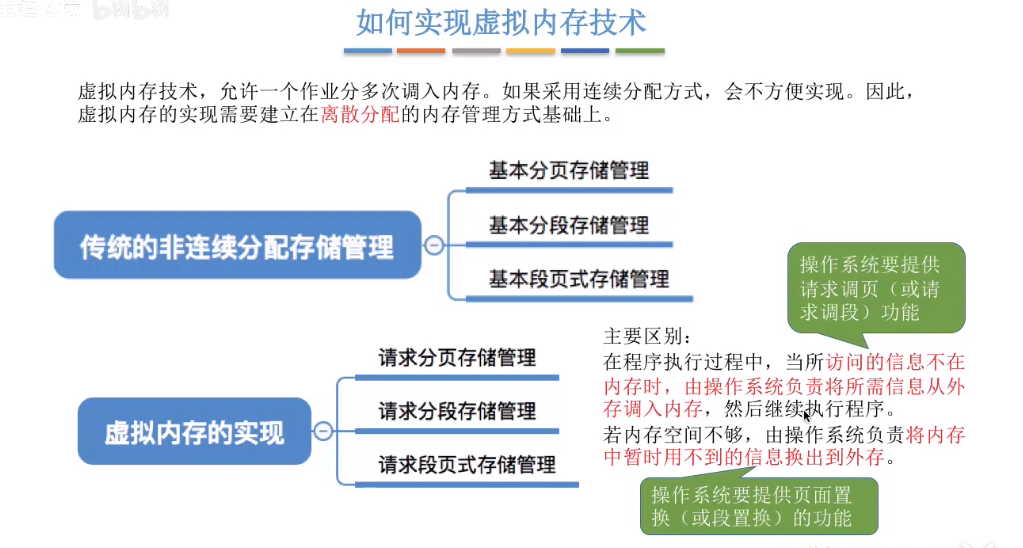 bilibili
如何实现虚拟内存技术
虚拟内存技术，允许一个作业分多次调入内存。如果采用连续分配方式，会不方便实现。因此，
虚拟内存的实现需要建立在离散分配的内存管理方式基础上。
传统的非连续分配存储管理
基本分页存储管理
基本分段存储管理
基本段页式存储管理
操作系统要提供
请求调页（或请
求调段）功能
虚拟内存的实现
请求分页存储管理
请求分段存储管理
请求段页式存储管理
主要区别：
在程序执行过程中，当所访问的信息不在
内存时，由操作系统负责将所需信息从外
存调入内存，然后继续执行程序。
若内存空间不够，由操作系统负责将内存
中暂时用不到的信息换出到外存。
操作系统要提供页面置
换（或段置换）的功能